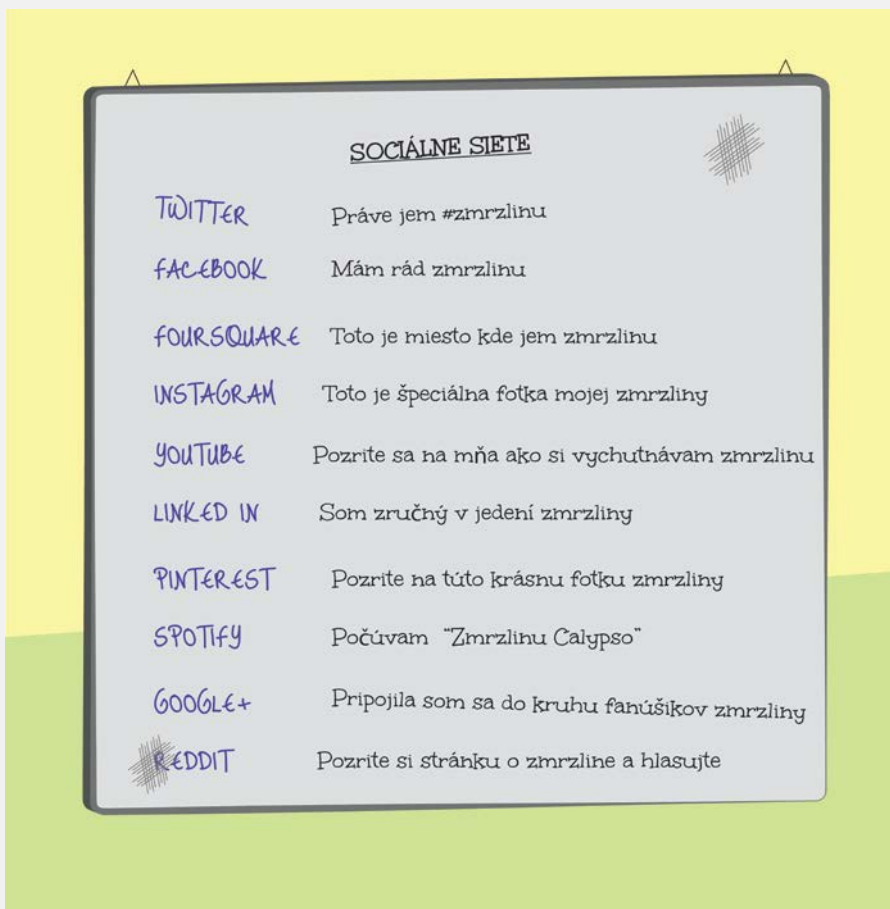 SOCIÁLNE SIETE
TWITTER Práve jem #zmrzlinu
FACEBOOK Mám rád zmrzlinu
FOURSQUARE Toto je miesto kde jem zmrzlinu
INSTAGRAM Toto je špeciálna fotka mojej zmrzliny
YOUTUBE Pozrite sa na mňa ako si vychutnávam zmrzlinu
LINKED IN Som zručný v jedení zmrzliny
PINTEREST Pozrite na túto krásnu fotku zmrzliny
SPOTIFY Počúvam "Zmrzlinu Calypso"
GOOGLE+ Pripojila som sa do kruhu fanúšikov zmrzliny
REDDIT Pozrite si stránku o zmrzline a hlasujte